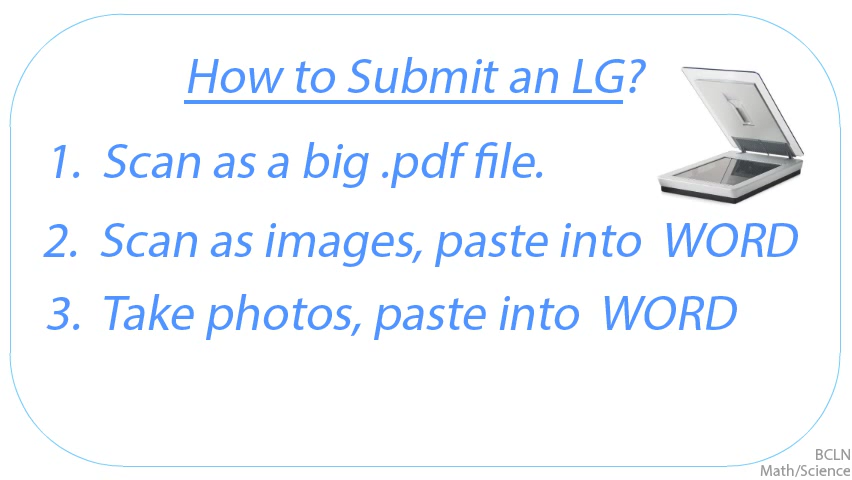 How to Submit an LG?
1. Scan as a big .pdf file.
2. Scan as images, paste into WORD
3. Take photos, paste into WORD
BCLN
Math/Science